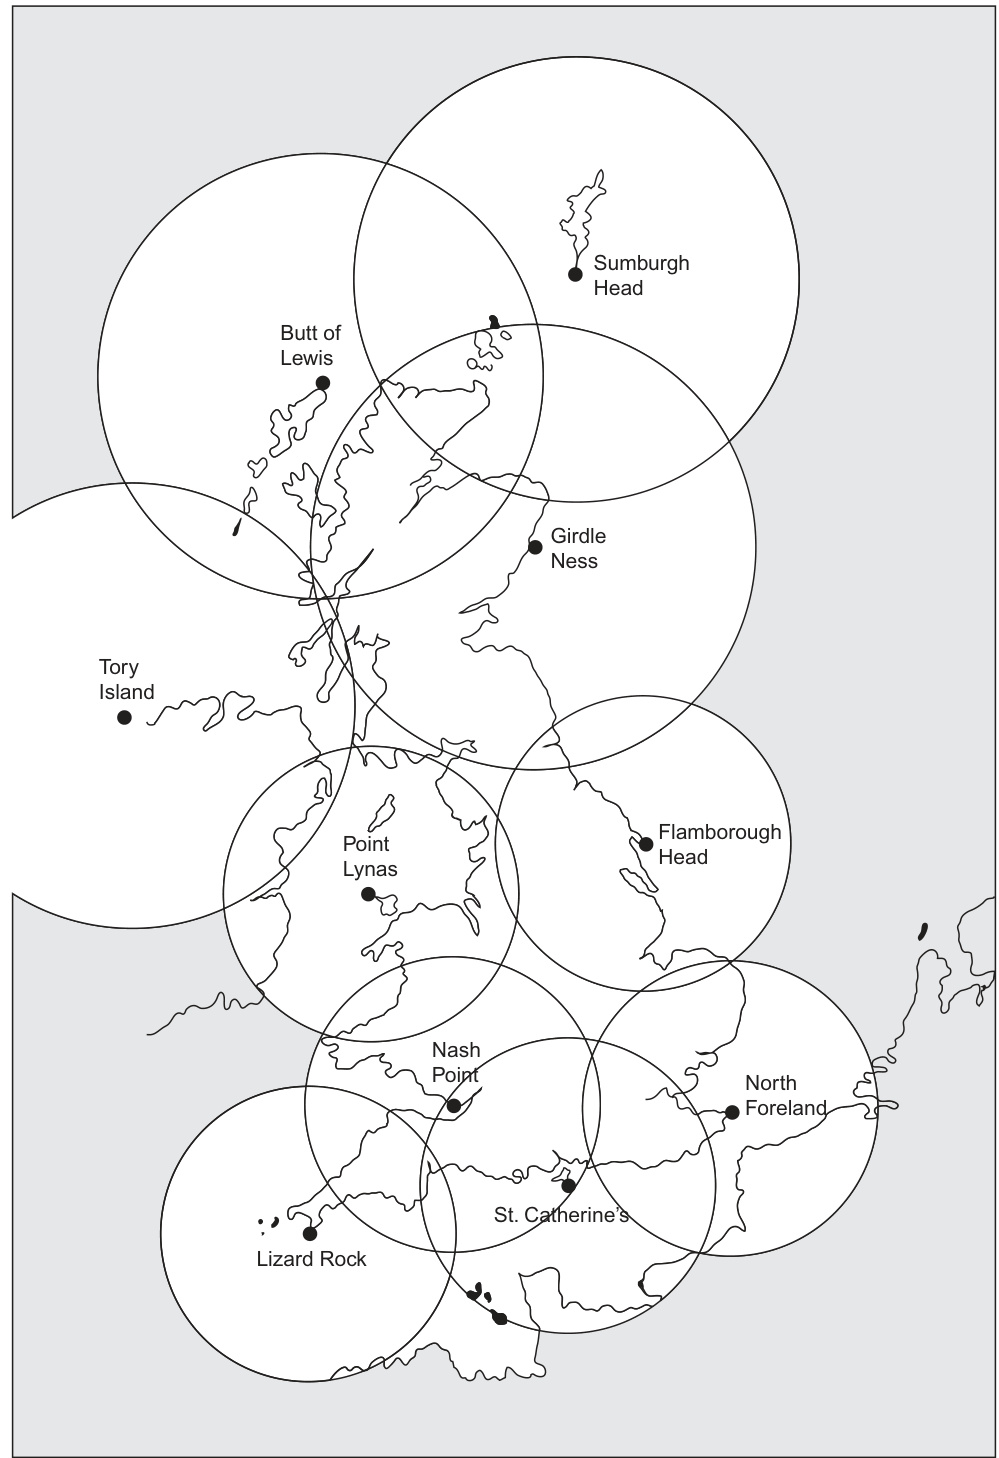 Sumburgh
Head
Butt of
Lewis
Girdle
Ness
Tory
Island
Flamborough
Head
Point
Lynas
Nash
Point
North
Foreland
St. Catherine's
Lizard Rock